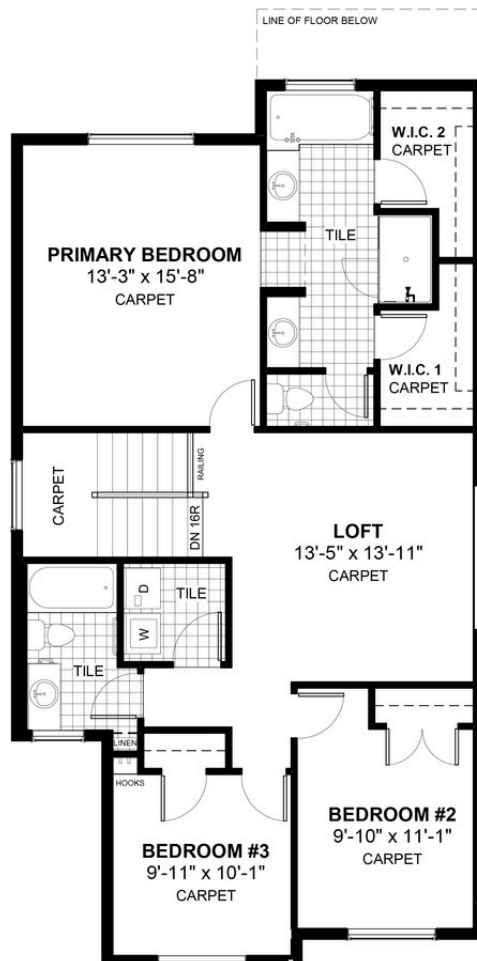 LINE OF FLOOR BELOW
W.I.C. 2
CARPET
TILE
PRIMARY BEDROOM
13'-3" x 15'-8"
CARPET
W.I.C. 1
CARPET
CARPET
RAILING
DN 16R
LOFT
13'-5" x 13'-11"
CARPET
D
W
TILE
TILE
LINEN
HOOKS
BEDROOM #2
9'-10" x 11'-1"
CARPET
BEDROOM #3
9'-11" x 10'-1"
CARPET